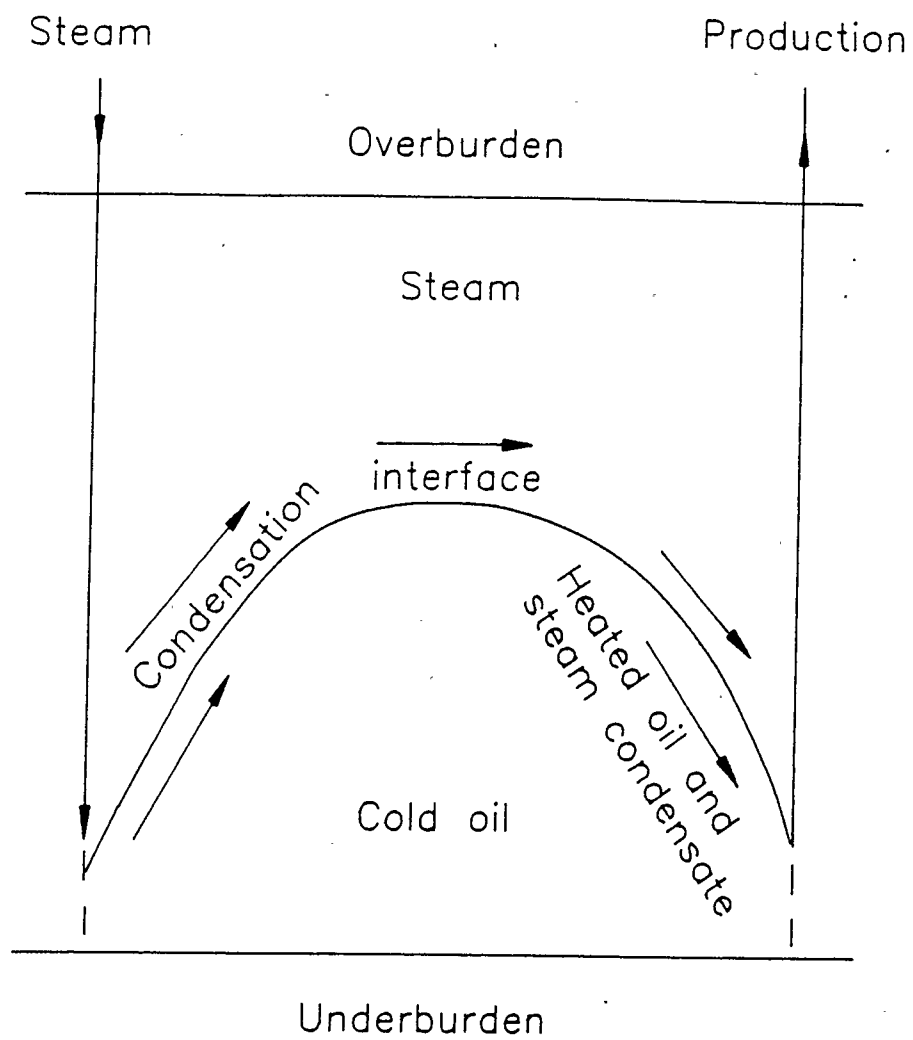 Steam
Production
Overburden
Steam
interface
Condensation
Heated oil and
steam condensate
Cold oil
Underburden